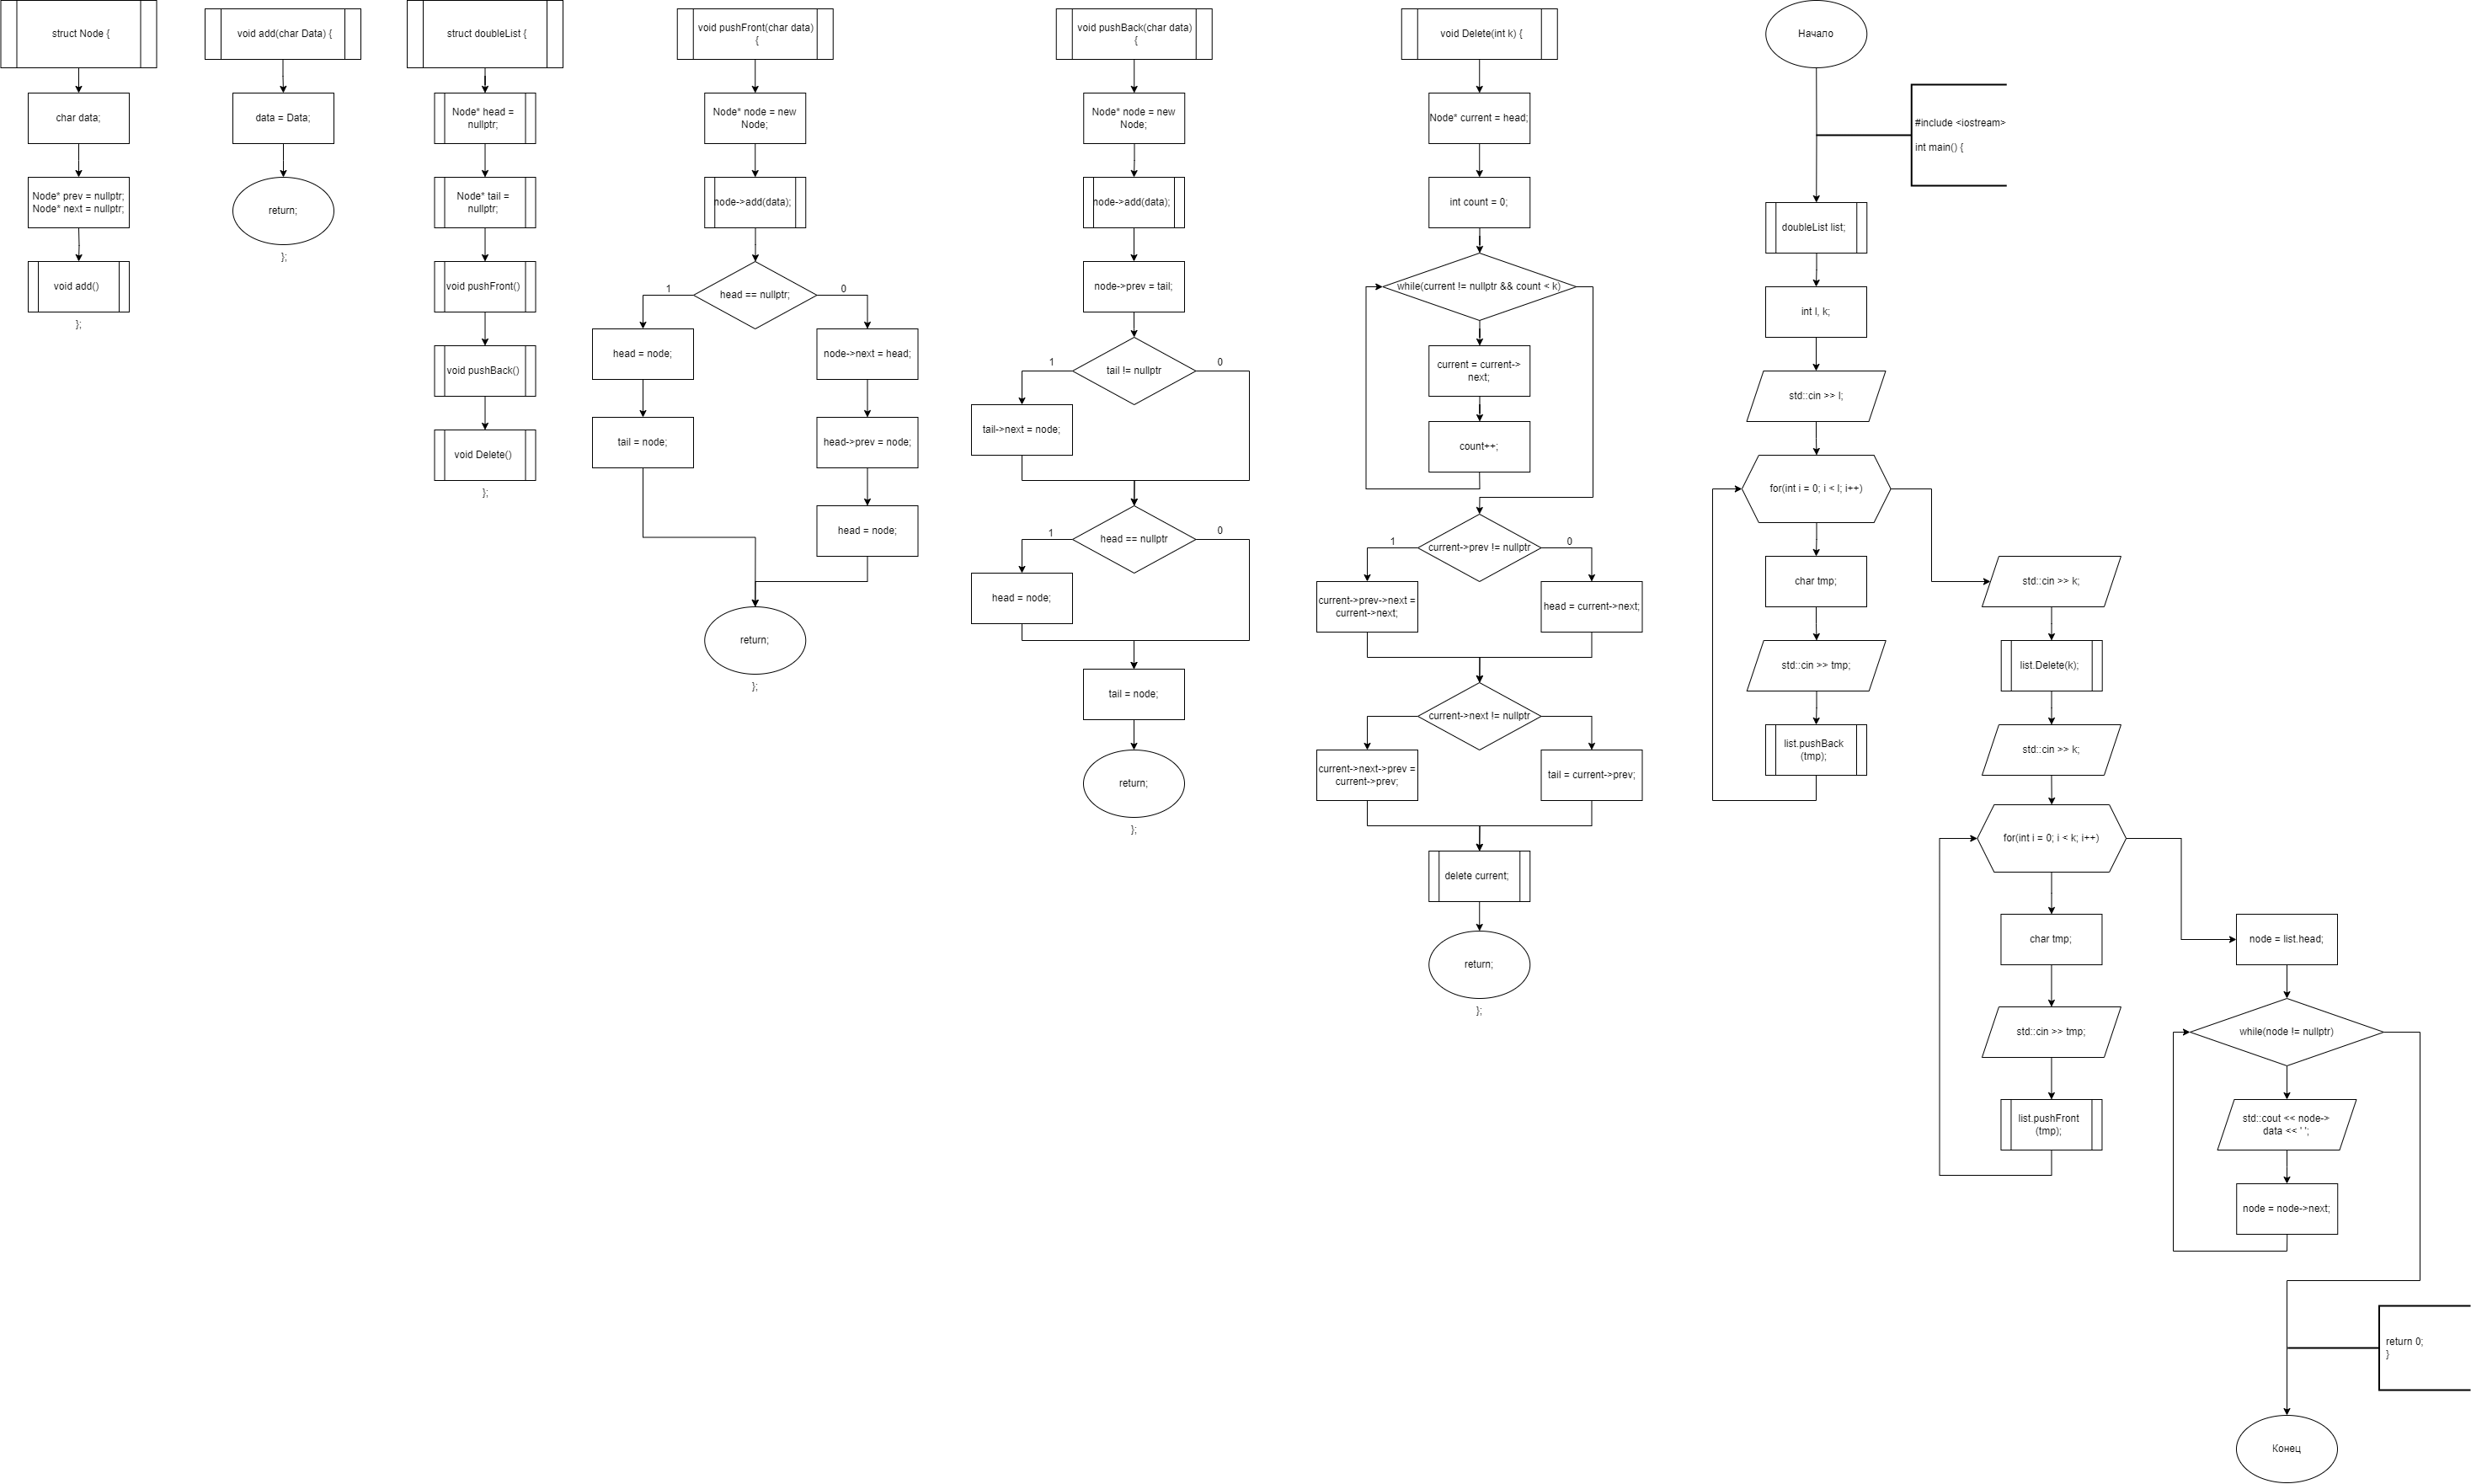 struct Node {
char data;
Node* prev = nullptr;
Node* next = nullptr;
void add()
};
void add(char Data) {
data = Data;
return;
};
struct doubleList {
Node* head =
nullptr;
Node* tail =
nullptr;
void pushFront()
void pushBack()
void Delete()
};
void pushFront(char data)
{
Node* node = new
Node;
node->add(data);
head == nullptr;
1
0
head = node;
tail = node;
node->next = head;
head->prev = node;
head = node;
return;
};
void pushBack(char data)
{
Node* node = new
Node;
node->add(data);
node->prev = tail;
tail != nullptr
1
0
tail->next = node;
head == nullptr
1
0
head = node;
tail = node;
return;
};
void Delete(int k) {
Node* current = head;
int count = 0;
while(current != nullptr && count < k)
current = current->
next;
count++;
current->prev != nullptr
1
0
current->prev->next =
current->next;
head = current->next;
current->next != nullptr
current->next->prev =
current->prev;
tail = current->prev;
delete current;
return;
};
Начало
#include <iostream>
int main() {
doubleList list;
int l, k;
std::cin >> l;
for(int i = 0; i < l; i++)
char tmp;
std::cin >> tmp;
list.pushBack
(tmp);
std::cin >> k;
list.Delete(k);
std::cin >> k;
for(int i = 0; i < k; i++)
char tmp;
std::cin >> tmp;
list.pushFront
(tmp);
node = list.head;
while(node != nullptr)
std::cout << node->
data << ' ';
node = node->next;
return 0;
}
Конец